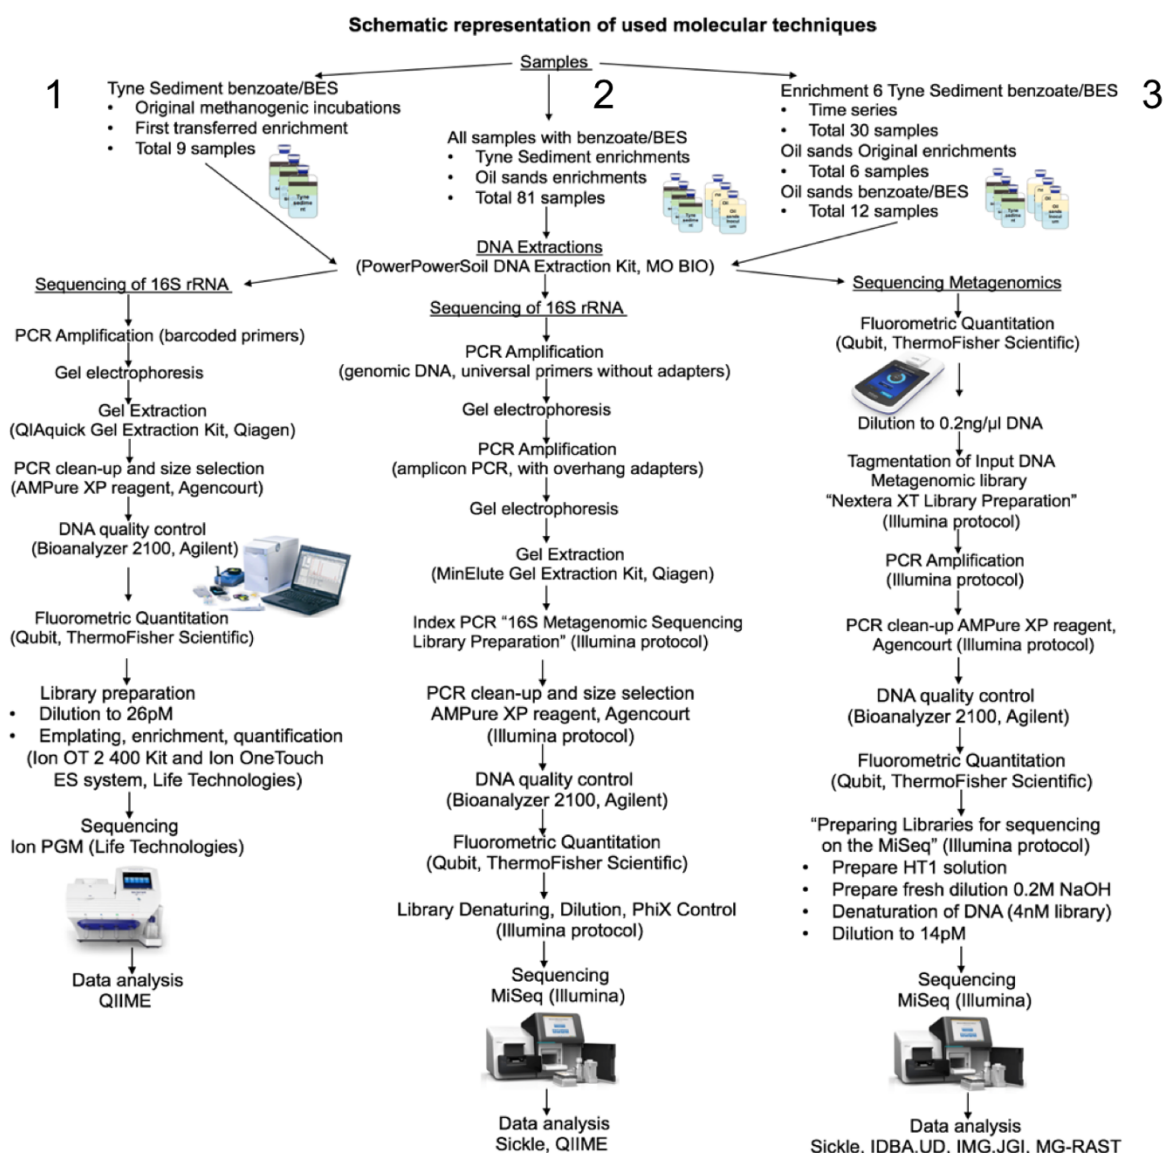 Schematic representation of used molecular techniques
Samples
1
Tyne Sediment benzoate/BES
• Original methanogenic incubations
• First transferred enrichment
• Total 9 samples
2
All samples with benzoate/BES
• Tyne Sediment enrichments
• Oil sands enrichments
• Total 81 samples
3
Enrichment 6 Tyne Sediment benzoate/BES
• Time series
• Total 30 samples
Oil sands Original enrichments
• Total 6 samples
Oil sands benzoate/BES
• Total 12 samples
DNA Extractions
(PowerPowerSoil DNA Extraction Kit, MO BIO)
Sequencing of 16S rRNA
PCR Amplification (barcoded primers)
Gel electrophoresis
Gel Extraction
(QIAquick Gel Extraction Kit, Qiagen)
PCR clean-up and size selection
(AMPure XP reagent, Agencourt)
DNA quality control
(Bioanalyzer 2100, Agilent)
Fluorometric Quantitation
(Qubit, ThermoFisher Scientific)
Library preparation
• Dilution to 26pM
• Emplating, enrichment, quantification
(Ion OT 2 400 Kit and Ion OneTouch
ES system, Life Technologies)
Sequencing
Ion PGM (Life Technologies)
Data analysis
QIIME
Sequencing of 16S rRNA
PCR Amplification
(genomic DNA, universal primers without adapters)
Gel electrophoresis
PCR Amplification
(amplicon PCR, with overhang adapters)
Gel electrophoresis
Gel Extraction
(MinElute Gel Extraction Kit, Qiagen)
Index PCR “16S Metagenomic Sequencing
Library Preparation” (Illumina protocol)
PCR clean-up and size selection
AMPure XP reagent, Agencourt
(Illumina protocol)
DNA quality control
(Bioanalyzer 2100, Agilent)
Fluorometric Quantitation
(Qubit, ThermoFisher Scientific)
Library Denaturing, Dilution, PhiX Control
(Illumina protocol)
Sequencing
MiSeq (Illumina)
Data analysis
Sickle, QIIME
Sequencing Metagenomics
Fluorometric Quantitation
(Qubit, ThermoFisher Scientific)
Dilution to 0.2ng/µl DNA
Tagmentation of Input DNA
Metagenomic library
“Nextera XT Library Preparation”
(Illumina protocol)
PCR Amplification
(Illumina protocol)
PCR clean-up AMPure XP reagent,
Agencourt (Illumina protocol)
DNA quality control
(Bioanalyzer 2100, Agilent)
Fluorometric Quantitation
(Qubit, ThermoFisher Scientific)
“Preparing Libraries for sequencing
on the MiSeq” (Illumina protocol)
• Prepare HT1 solution
• Prepare fresh dilution 0.2M NaOH
• Denaturation of DNA (4nM library)
• Dilution to 14pM
Sequencing
MiSeq (Illumina)
Data analysis
Sickle, IDBA.UD, IMG.JGI, MG-RAST